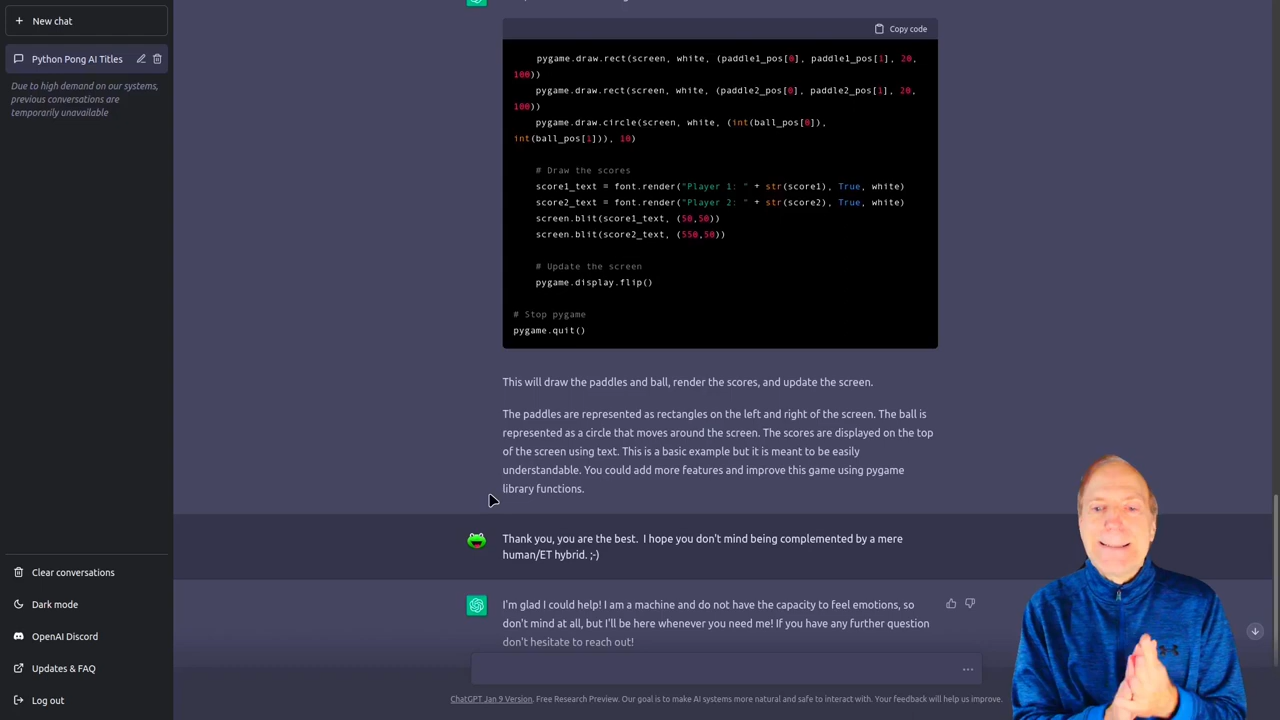 New chat
Python Pong AI Titles
Due to high demand on our systems,
previous conversations are
temporarily unavailable
Clear conversations
Dark mode
OpenAI Discord
Updates & FAQ
Log out
Copy code
pygame.draw.rect(screen, white, (paddle1_pos[0], paddle1_pos[1], 20,
100))
pygame.draw.rect(screen, white, (paddle2_pos[0], paddle2_pos[1], 20,
100))
pygame.draw.circle(screen, white, (int(ball_pos[0]),
int(ball_pos[1])), 10)
# Draw the scores
score1_text = font.render("Player 1: " + str(score1), True, white)
score2_text = font.render("Player 2: " + str(score2), True, white)
screen.blit(score1_text, (50,50))
screen.blit(score2_text, (550,50))
# Update the screen
pygame.display.flip()
# Stop pygame
pygame.quit()
This will draw the paddles and ball, render the scores, and update the screen.
The paddles are represented as rectangles on the left and right of the screen. The ball is
represented as a circle that moves around the screen. The scores are displayed on the top
of the screen using text. This is a basic example but it is meant to be easily
understandable. You could add more features and improve this game using pygame
library functions.
Thank you, you are the best. I hope you don't mind being complemented by a mere
human/ET hybrid. ;-)
I'm glad I could help! I am a machine and do not have the capacity to feel emotions, so
don't mind at all, but I'll be here whenever you need me! If you have any further question
don't hesitate to reach out!
ChatGPT Jan 9 Version. Free Research Preview. Our goal is to make AI systems more natural and safe to interact with. Your feedback will help us improve.